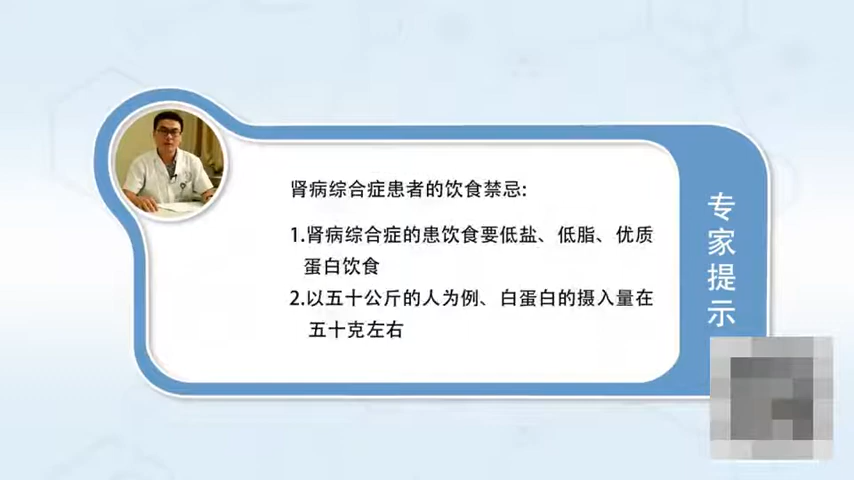 肾病综合症患者的饮食禁忌:
1.肾病综合症的患饮食要低盐、低脂、优质
蛋白饮食
2.以五十公斤的人为例、白蛋白的摄入量在
五十克左右
专家提示